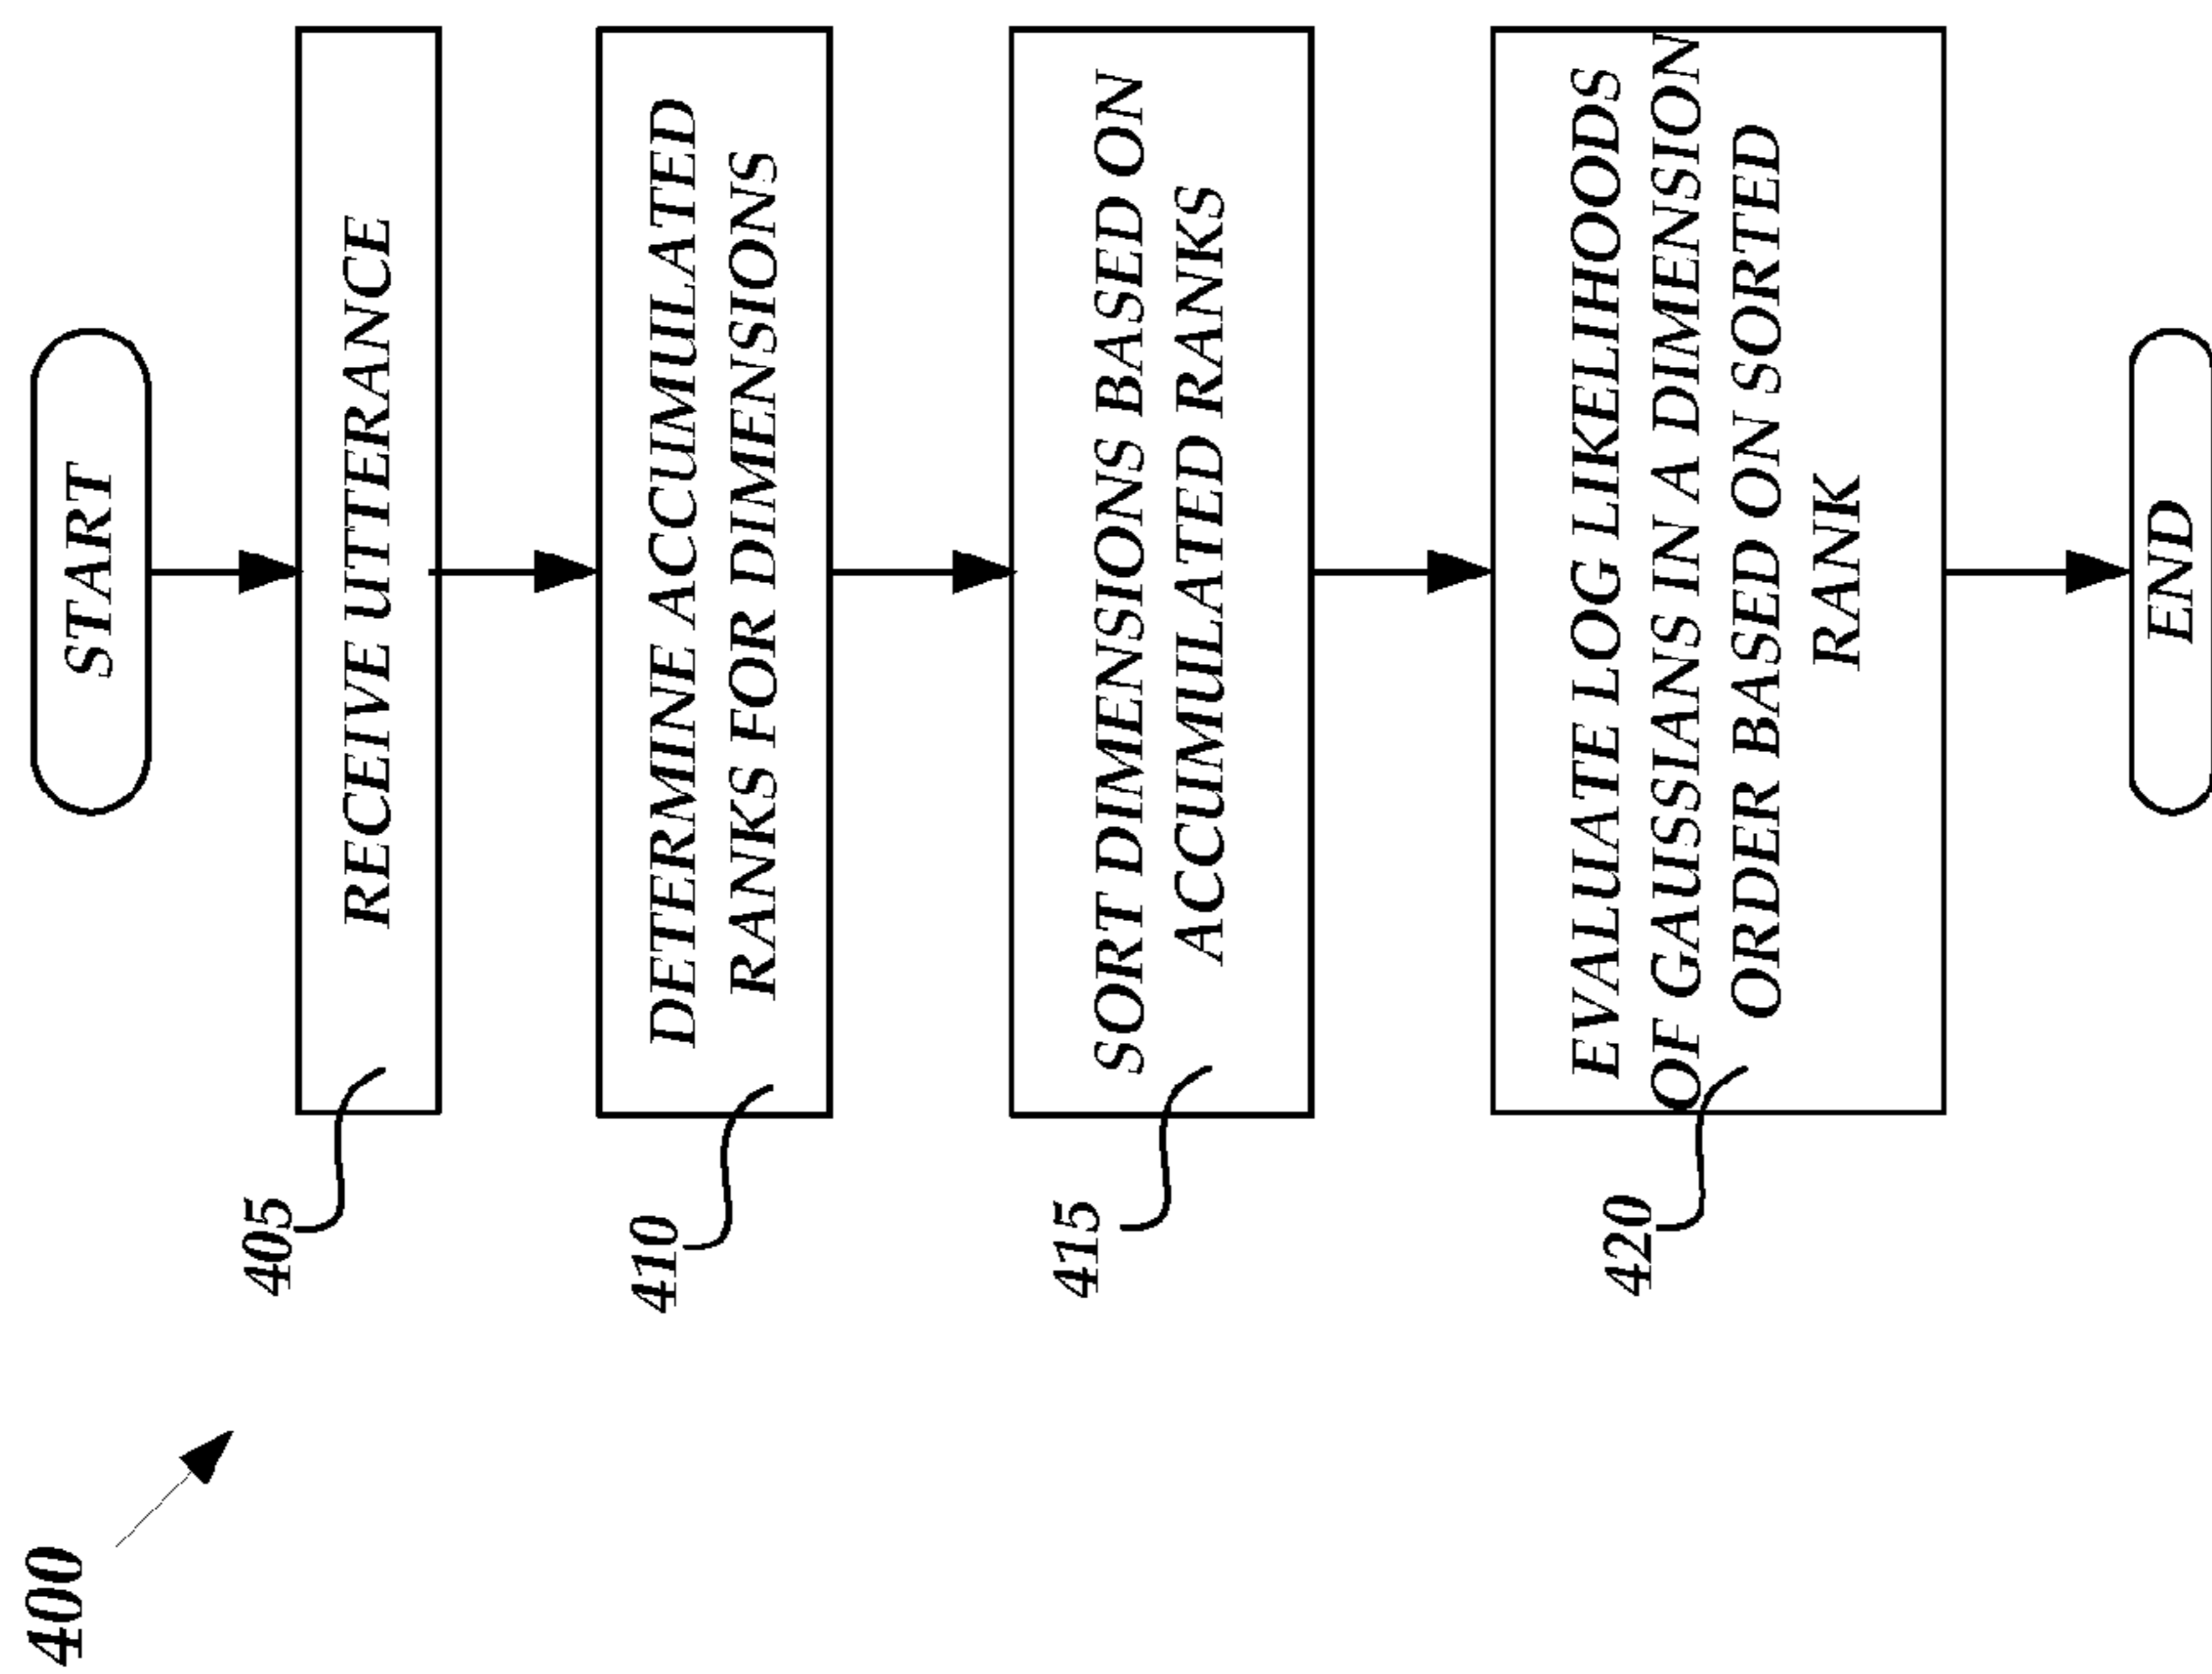 400
START
405
RECEIVE UTTERANCE
410
DETERMINE ACCUMULATED
RANKS FOR DIMENSIONS
415
SORT DIMENSIONS BASED ON
ACCUMULATED RANKS
420
EVALUATE LOG LIKELIHOODS
OF GAUSSIANS IN A DIMENSION
ORDER BASED ON SORTED
RANK
END